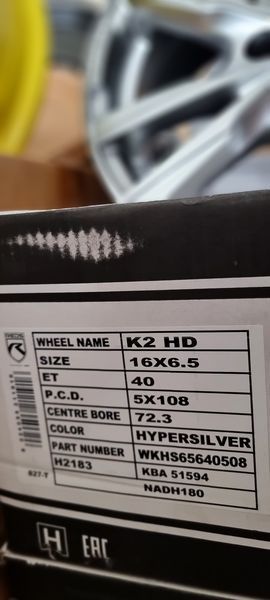 WHEEL NAME K2 HD
SIZE 16X6.5
ET 40
P.C.D. 5X108
CENTRE BORE 72.3
COLOR HYPERSILVER
PART NUMBER WKHS65640508
H2183 KBA 51594
627-T NADH180
H EAC